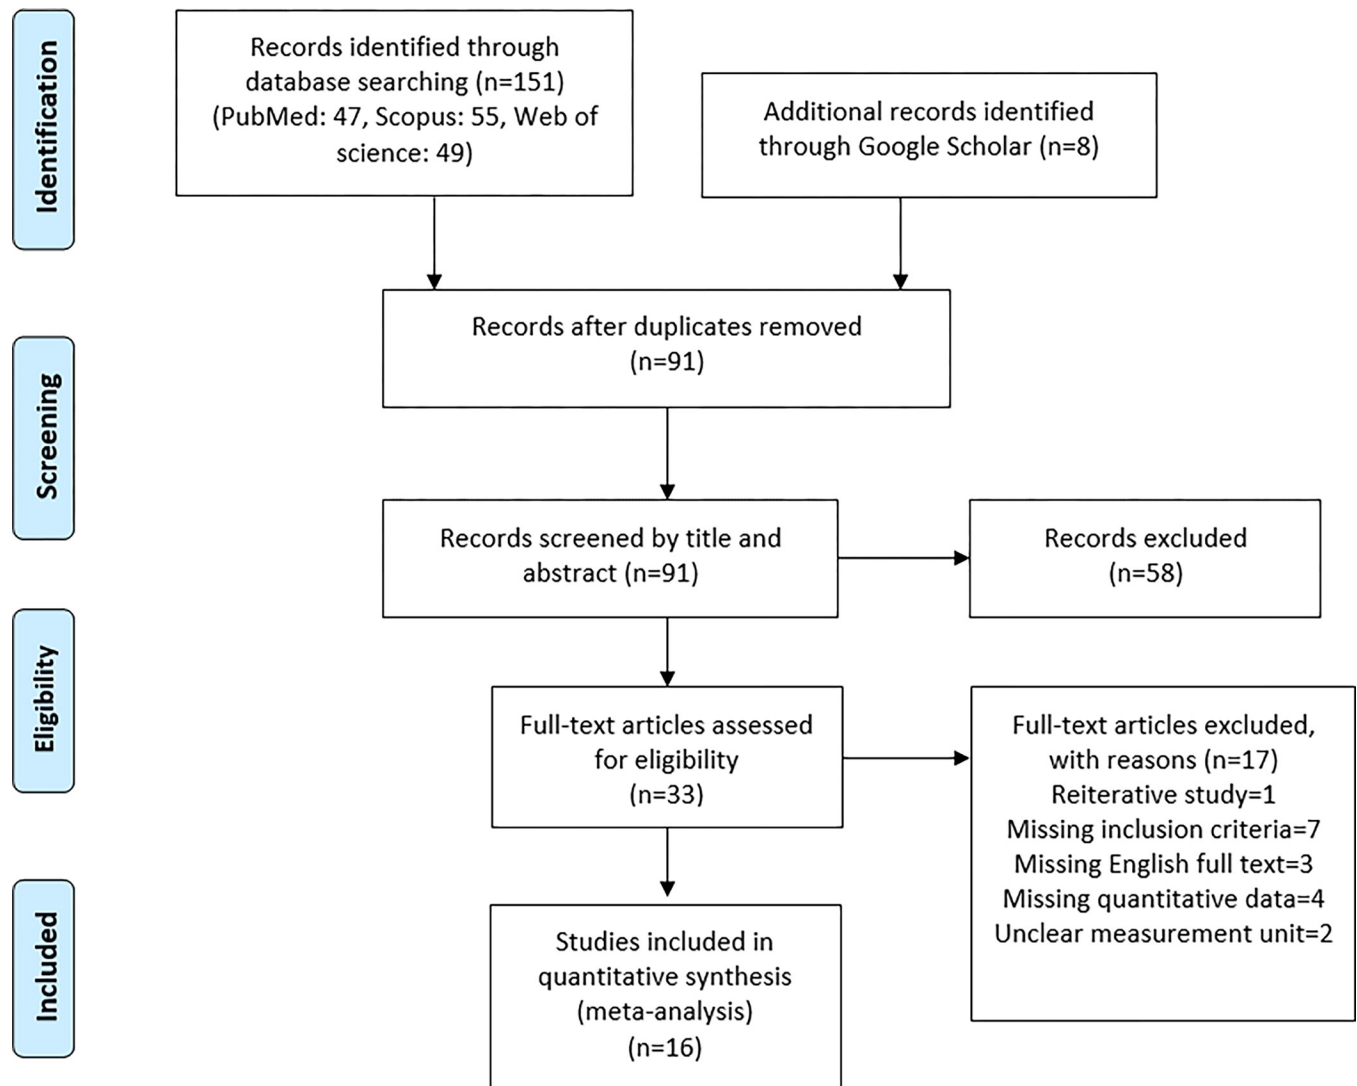 Identification
Records identified through
database searching (n=151)
(PubMed: 47, Scopus: 55, Web of
science: 49)
Additional records identified
through Google Scholar (n=8)
Screening
Records after duplicates removed
(n=91)
Records screened by title and
abstract (n=91)
Records excluded
(n=58)
Eligibility
Full-text articles assessed
for eligibility
(n=33)
Full-text articles excluded,
with reasons (n=17)
Reiterative study=1
Missing inclusion criteria=7
Missing English full text=3
Missing quantitative data=4
Unclear measurement unit=2
Included
Studies included in
quantitative synthesis
(meta-analysis)
(n=16)